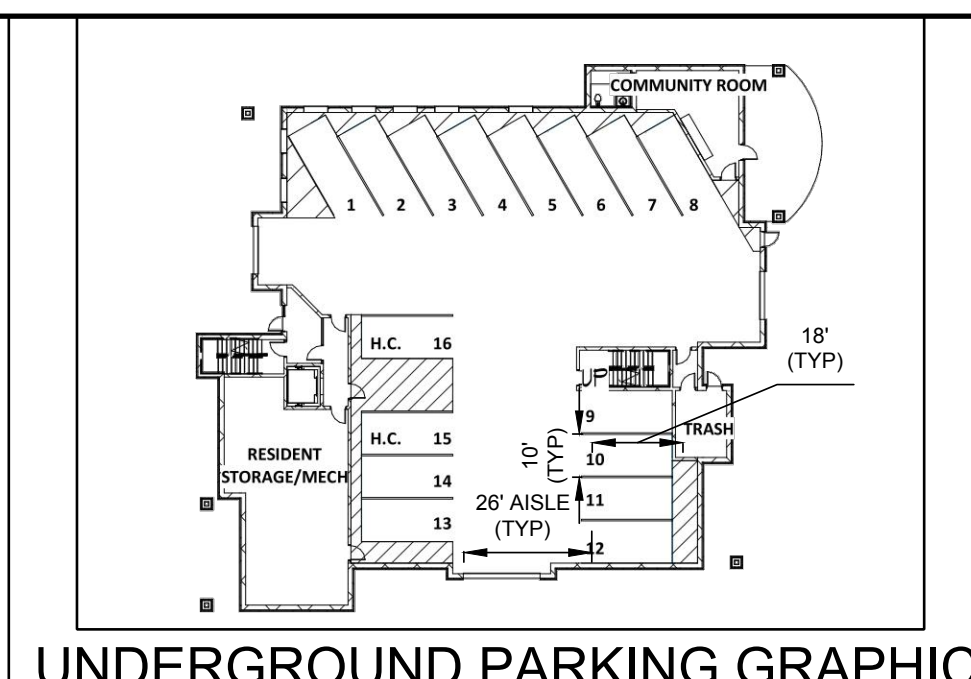 COMMUNITY ROOM
1 2 3 4 5 6 7 8
H.C. 16
18'
(TYP)
UP
9
TRASH
H.C. 15
10'
(TYP)
10
RESIDENT
STORAGE/MECH
14
26' AISLE
(TYP)
11
13
12
UNDERGROUND PARKING GRAPHIC